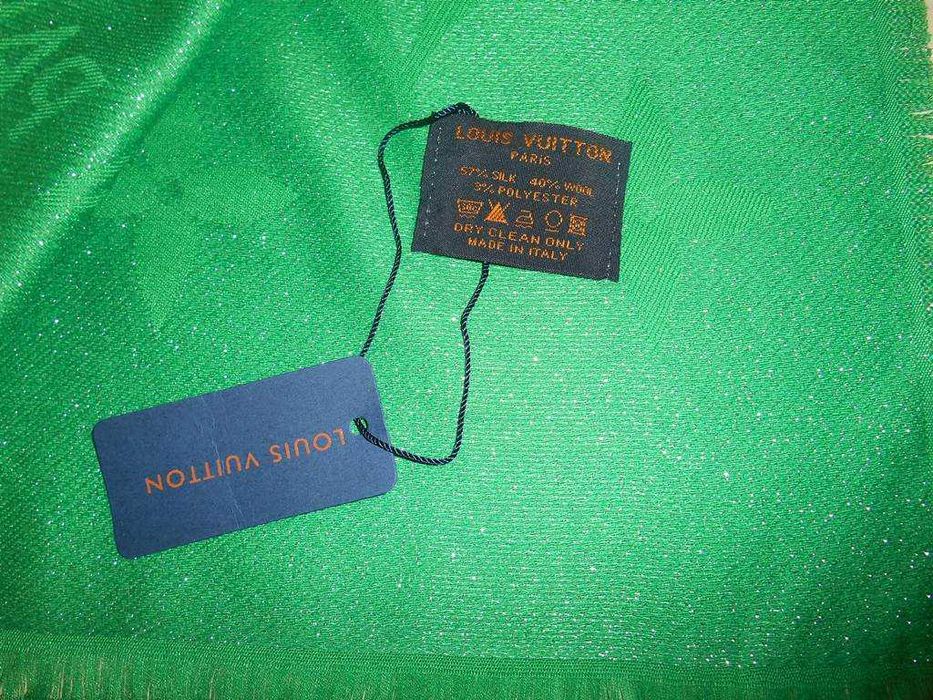 LOUIS VUITTON
PARIS
57% SILK 40% WOOL
3% POLYESTER
DRY CLEAN ONLY
MADE IN ITALY
LOUIS VUITTON